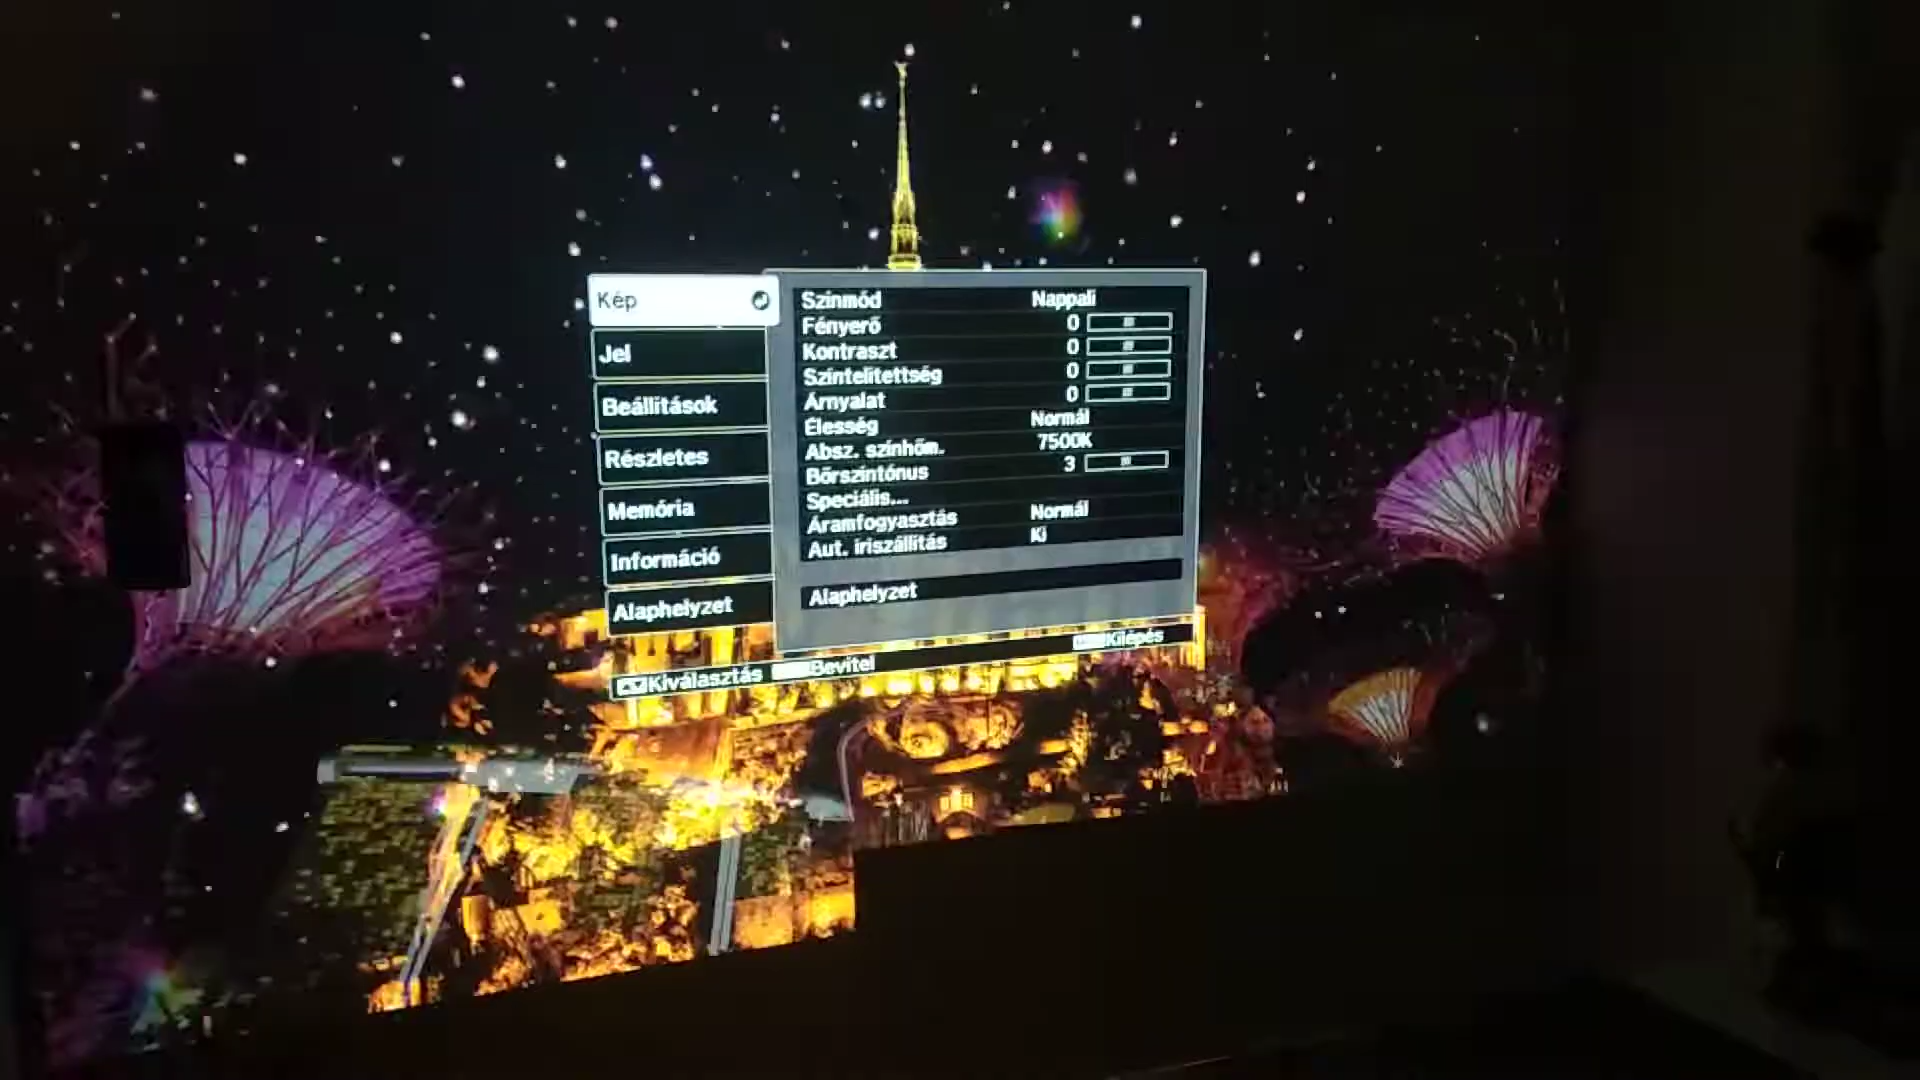 Kép
Jel
Beállítások
Részletes
Memória
Információ
Alaphelyzet
Színmód Nappali
Fényerő 0
Kontraszt 0
Színtelítettség 0
Árnyalat 0
Élesség Normál
Absz. színhőm. 7500K
Bőrszíntónus 3
Speciális...
Áramfogyasztás Normál
Aut. íriszállítás Ki
Alaphelyzet
Kiválasztás Bevitel Kilépés